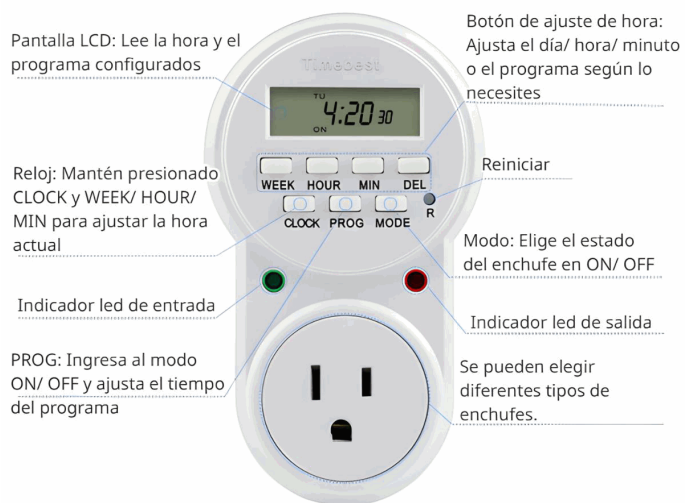 Pantalla LCD: Lee la hora y el
programa configurados
Botón de ajuste de hora:
Ajusta el día/ hora/ minuto
o el programa según lo
necesites
Timebest
TU
4:20 30
ON
WEEK HOUR MIN DEL
CLOCK PROG MODE R
Reloj: Mantén presionado
CLOCK y WEEK/ HOUR/
MIN para ajustar la hora
actual
Reiniciar
Modo: Elige el estado
del enchufe en ON/ OFF
Indicador led de entrada
Indicador led de salida
PROG: Ingresa al modo
ON/ OFF y ajusta el tiempo
del programa
Se pueden elegir
diferentes tipos de
enchufes.